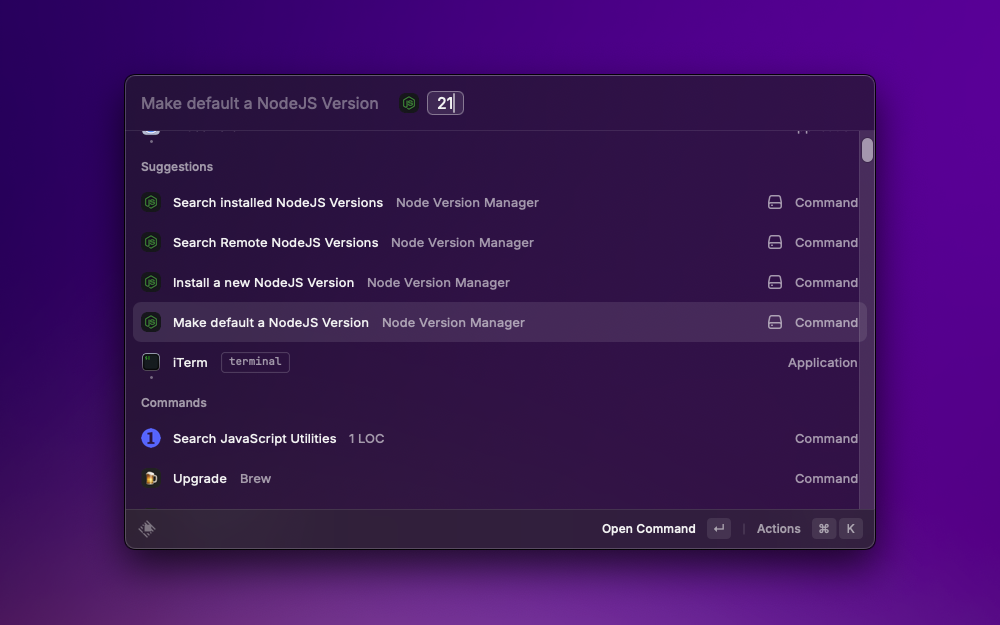 Make default a NodeJS Version 21
Suggestions
Search installed NodeJS Versions Node Version Manager Command
Search Remote NodeJS Versions Node Version Manager Command
Install a new NodeJS Version Node Version Manager Command
Make default a NodeJS Version Node Version Manager Command
iTerm terminal Application
Commands
Search JavaScript Utilities 1 LOC Command
Upgrade Brew Command
Open Command ↵ | Actions ⌘ K